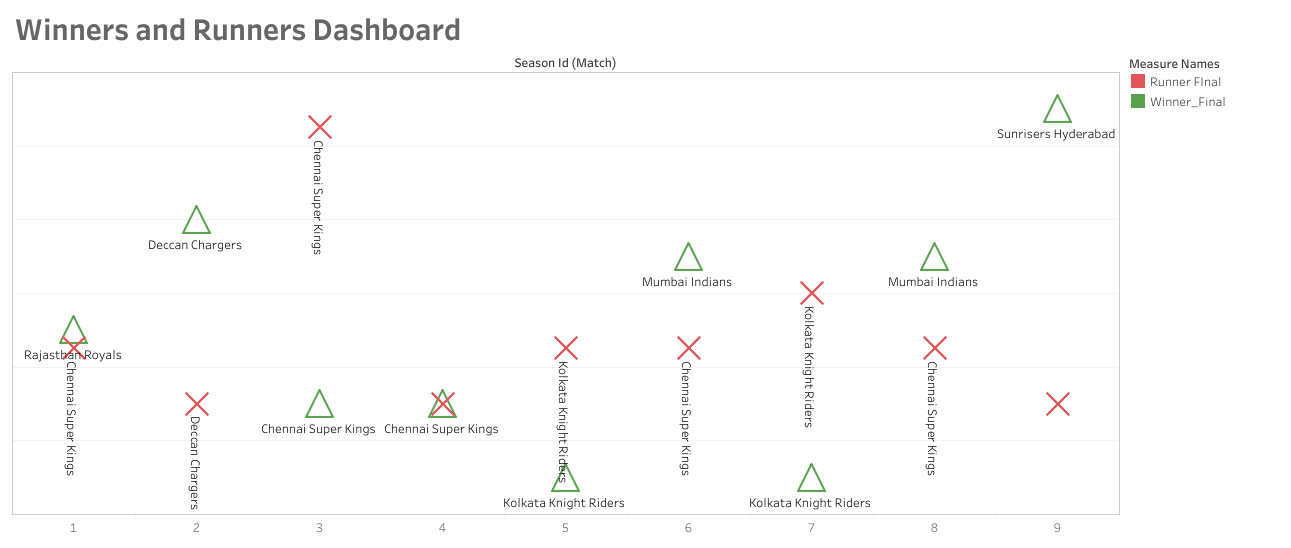 Winners and Runners Dashboard
Season Id (Match)
Measure Names
Runner FInal
Winner_Final
Sunrisers Hyderabad
Chennai Super Kings
Deccan Chargers
Mumbai Indians
Mumbai Indians
Kolkata Knight Riders
Rajasthan Royals
Chennai Super Kings
Kolkata Knight Riders
Chennai Super Kings
Chennai Super Kings
Deccan Chargers
Chennai Super Kings
Chennai Super Kings
Kolkata Knight Riders
Kolkata Knight Riders
1 2 3 4 5 6 7 8 9